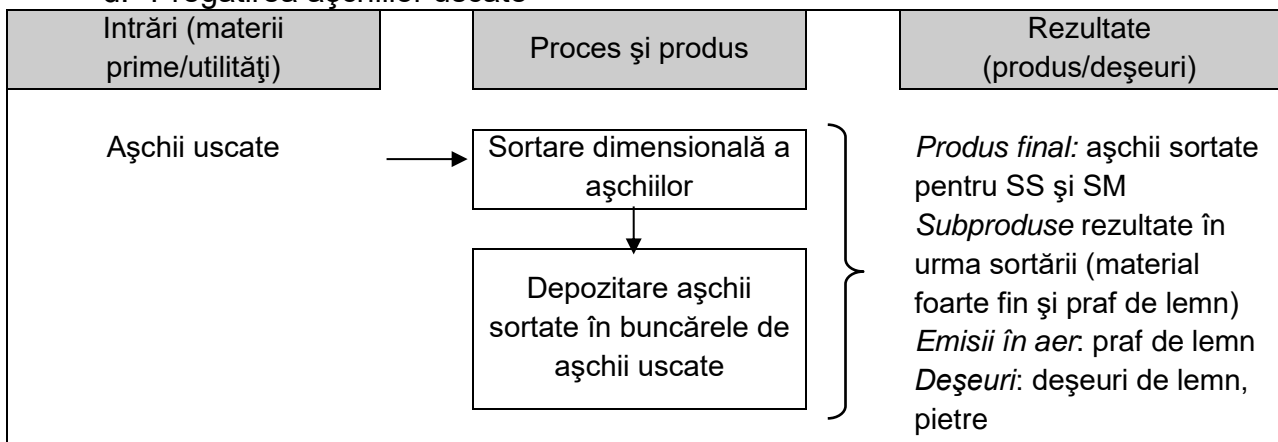 Intrări (materii
prime/utilităţi)
Proces şi produs
Rezultate
(produs/deşeuri)
Aşchii uscate
Sortare dimensională a
aşchiilor
Depozitare aşchii
sortate în buncărele de
aşchii uscate
Produs final: aşchii sortate
pentru SS şi SM
Subproduse rezultate în
urma sortării (material
foarte fin şi praf de lemn)
Emisii în aer: praf de lemn
Deşeuri: deşeuri de lemn,
pietre